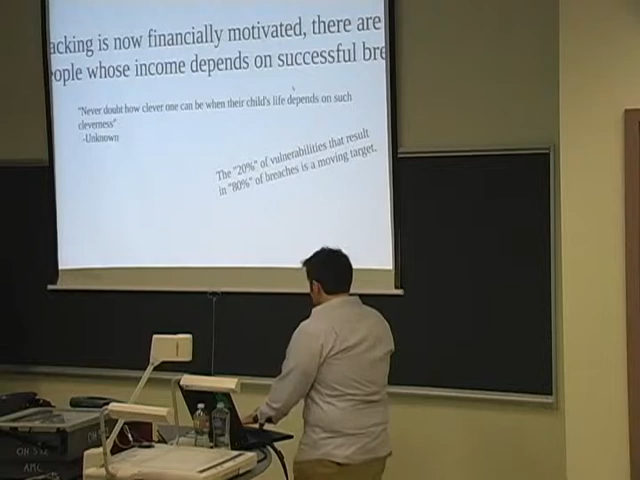 acking is now financially motivated, there are
ople whose income depends on successful bre
"Never doubt how clever one can be when their child's life depends on such
cleverness"
-Unknown
The "20%" of vulnerabilities that result
in "80%" of breaches is a moving target.